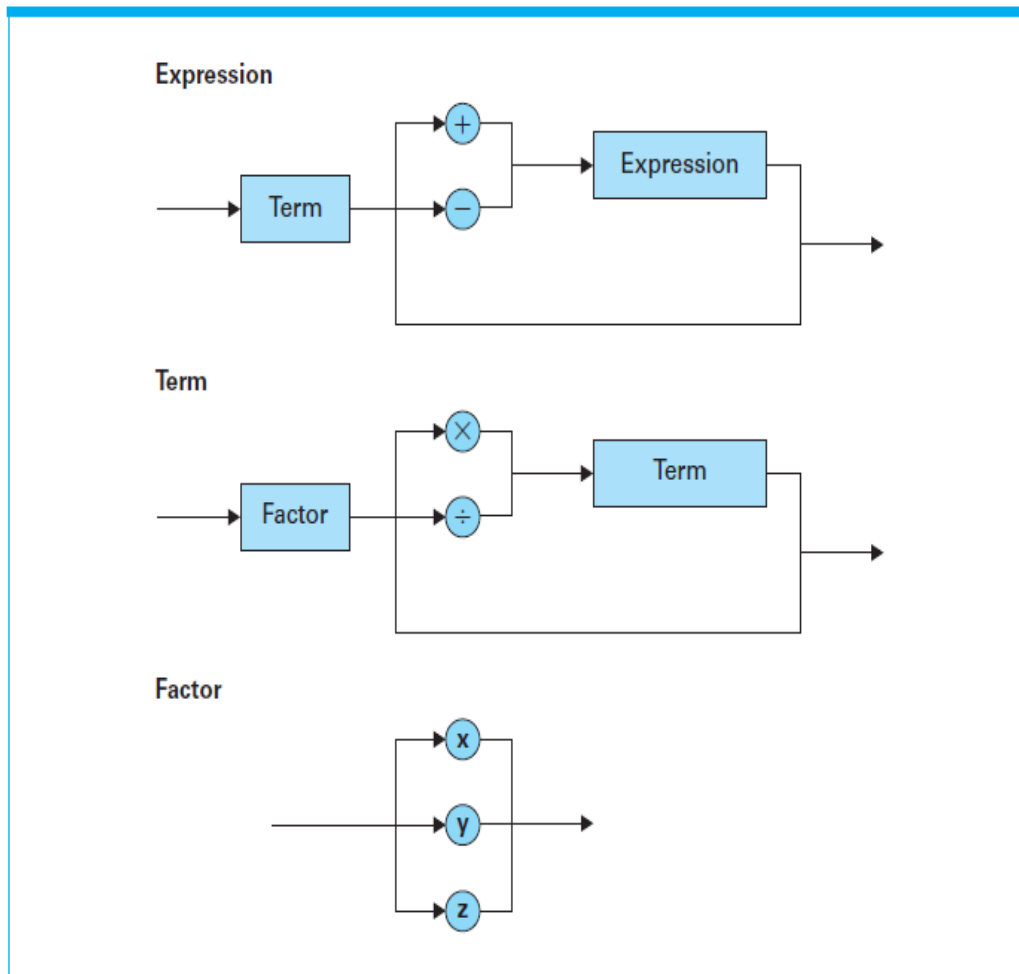 Expression
+
Expression
Term
−
Term
×
Term
Factor
÷
Factor
x
y
z